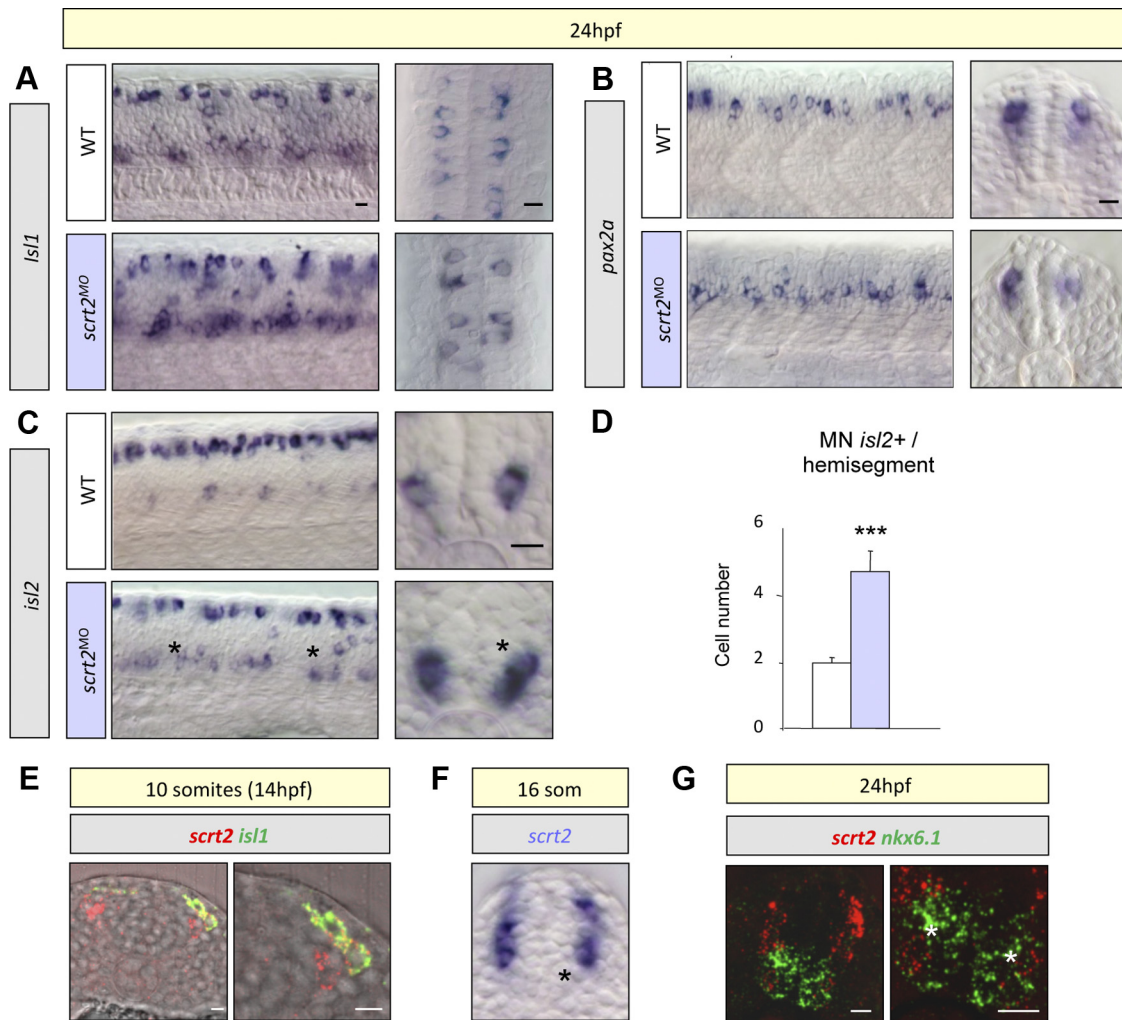 24hpf
A
Isl1
WT
scrt2MO
B
pax2a
WT
scrt2MO
C
isl2
WT
scrt2MO
*
*
*
D
MN isl2+ /
hemisegment
***
Cell number
6
4
2
0
E
10 somites (14hpf)
scrt2 isl1
F
16 som
scrt2
*
G
24hpf
scrt2 nkx6.1
*
*